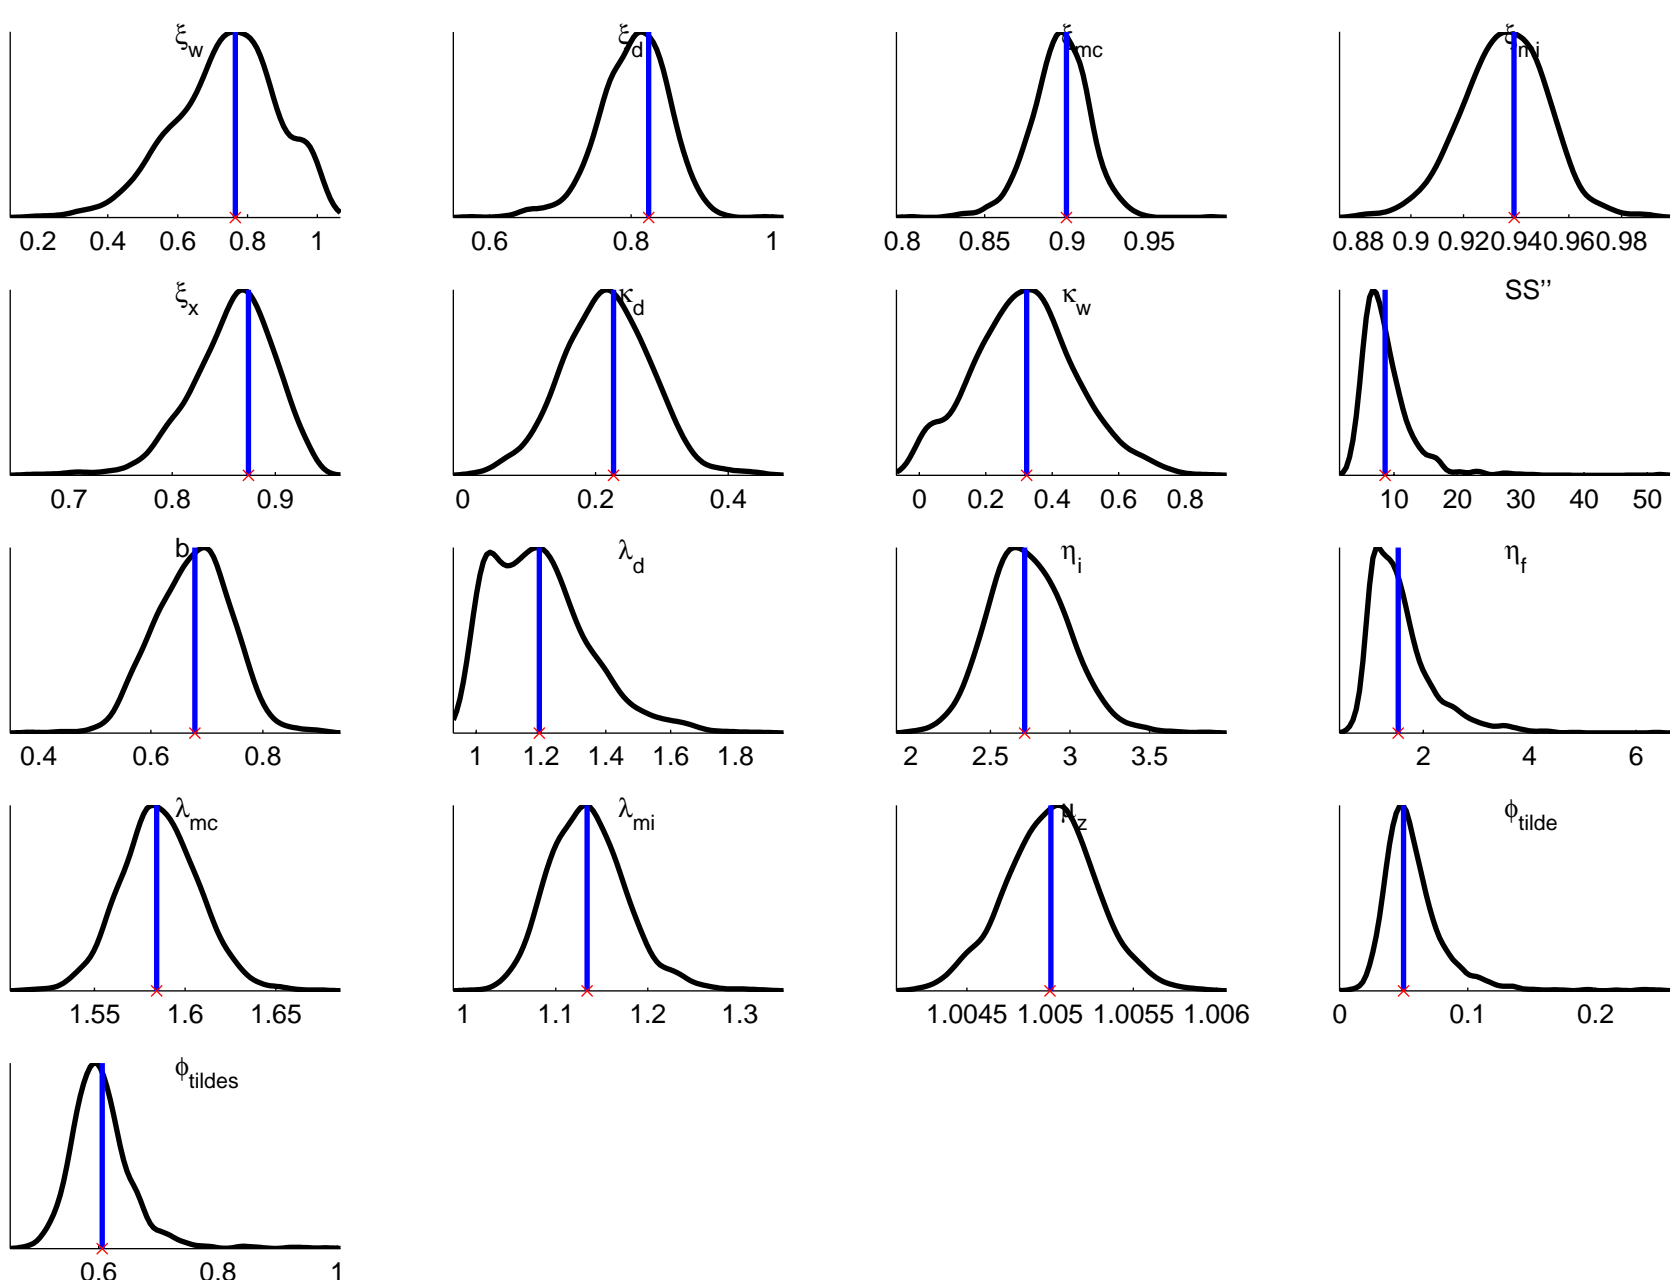 ξw ξd ξmc ξmi
0.2 0.4 0.6 0.8 1 0.6 0.8 1 0.8 0.85 0.9 0.95 0.88 0.9 0.92 0.94 0.96 0.98
ξx κd κw SS''
0.7 0.8 0.9 0 0.2 0.4 0 0.2 0.4 0.6 0.8 10 20 30 40 50
b λd ηi ηf
0.4 0.6 0.8 1 1.2 1.4 1.6 1.8 2 2.5 3 3.5 2 4 6
λmc λmi μz ϕtilde
1.55 1.6 1.65 1 1.1 1.2 1.3 1.0045 1.005 1.0055 1.006 0 0.1 0.2
ϕtildes
0.6 0.8 1